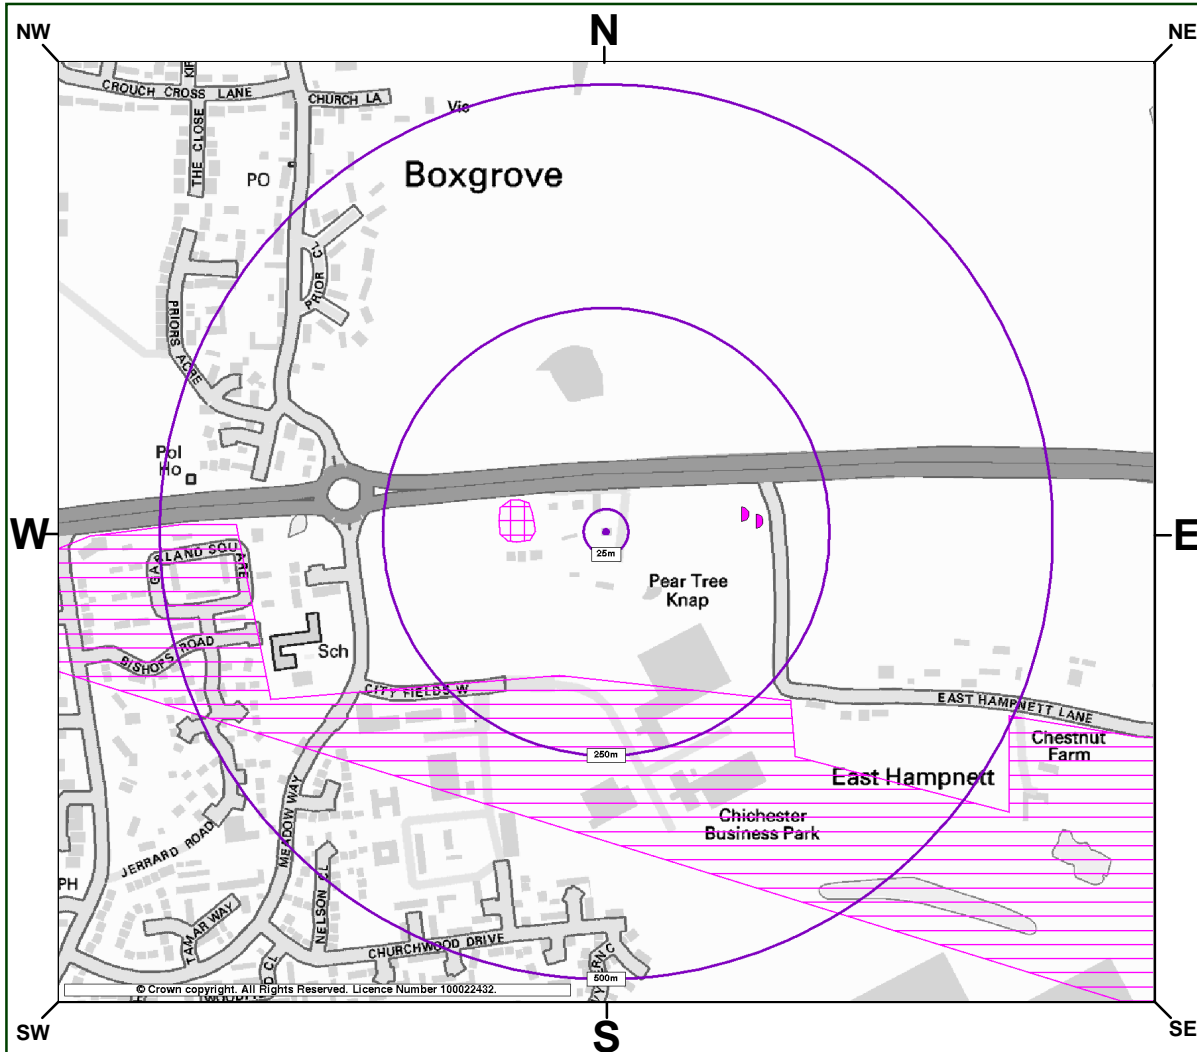 NW
N
NE
KIF
CROUCH CROSS LANE
CHURCH LA
Vic
THE CLOSE
PO
Boxgrove
PRIOR CL
PRIORS ACRE
Pol
Ho
W
E
25m
GARLAND SQUARE
Pear Tree
Knap
BISHOPS ROAD
Sch
CITY FIELDS W
EAST HAMPNETT LANE
Chestnut
Farm
250m
East Hampnett
MEADOW WAY
Chichester
Business Park
JERRARD ROAD
PH
NELSON CL
TAMAR WAY
CHURCHWOOD DRIVE
500m
© Crown copyright. All Rights Reserved. Licence Number 100022432.
SW
S
SE